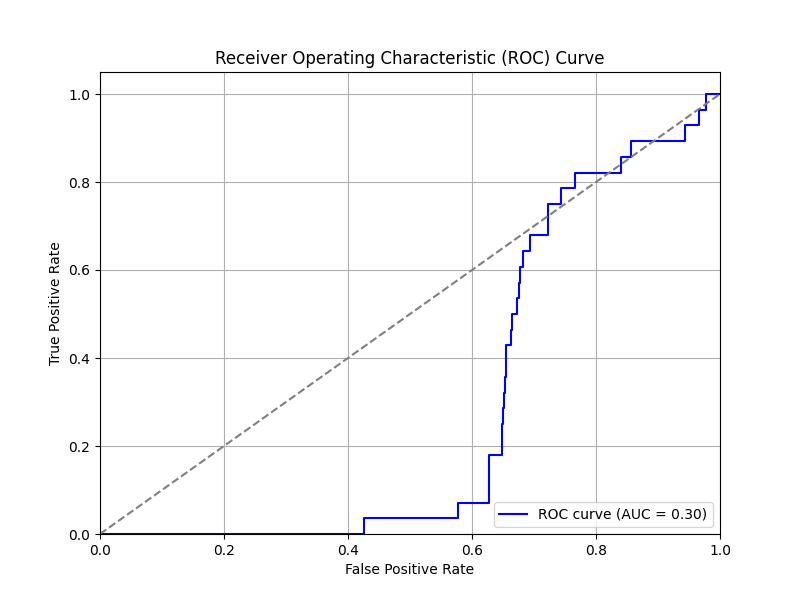 Receiver Operating Characteristic (ROC) Curve
True Positive Rate
1.0
0.8
0.6
0.4
0.2
0.0
ROC curve (AUC = 0.30)
0.0 0.2 0.4 0.6 0.8 1.0
False Positive Rate